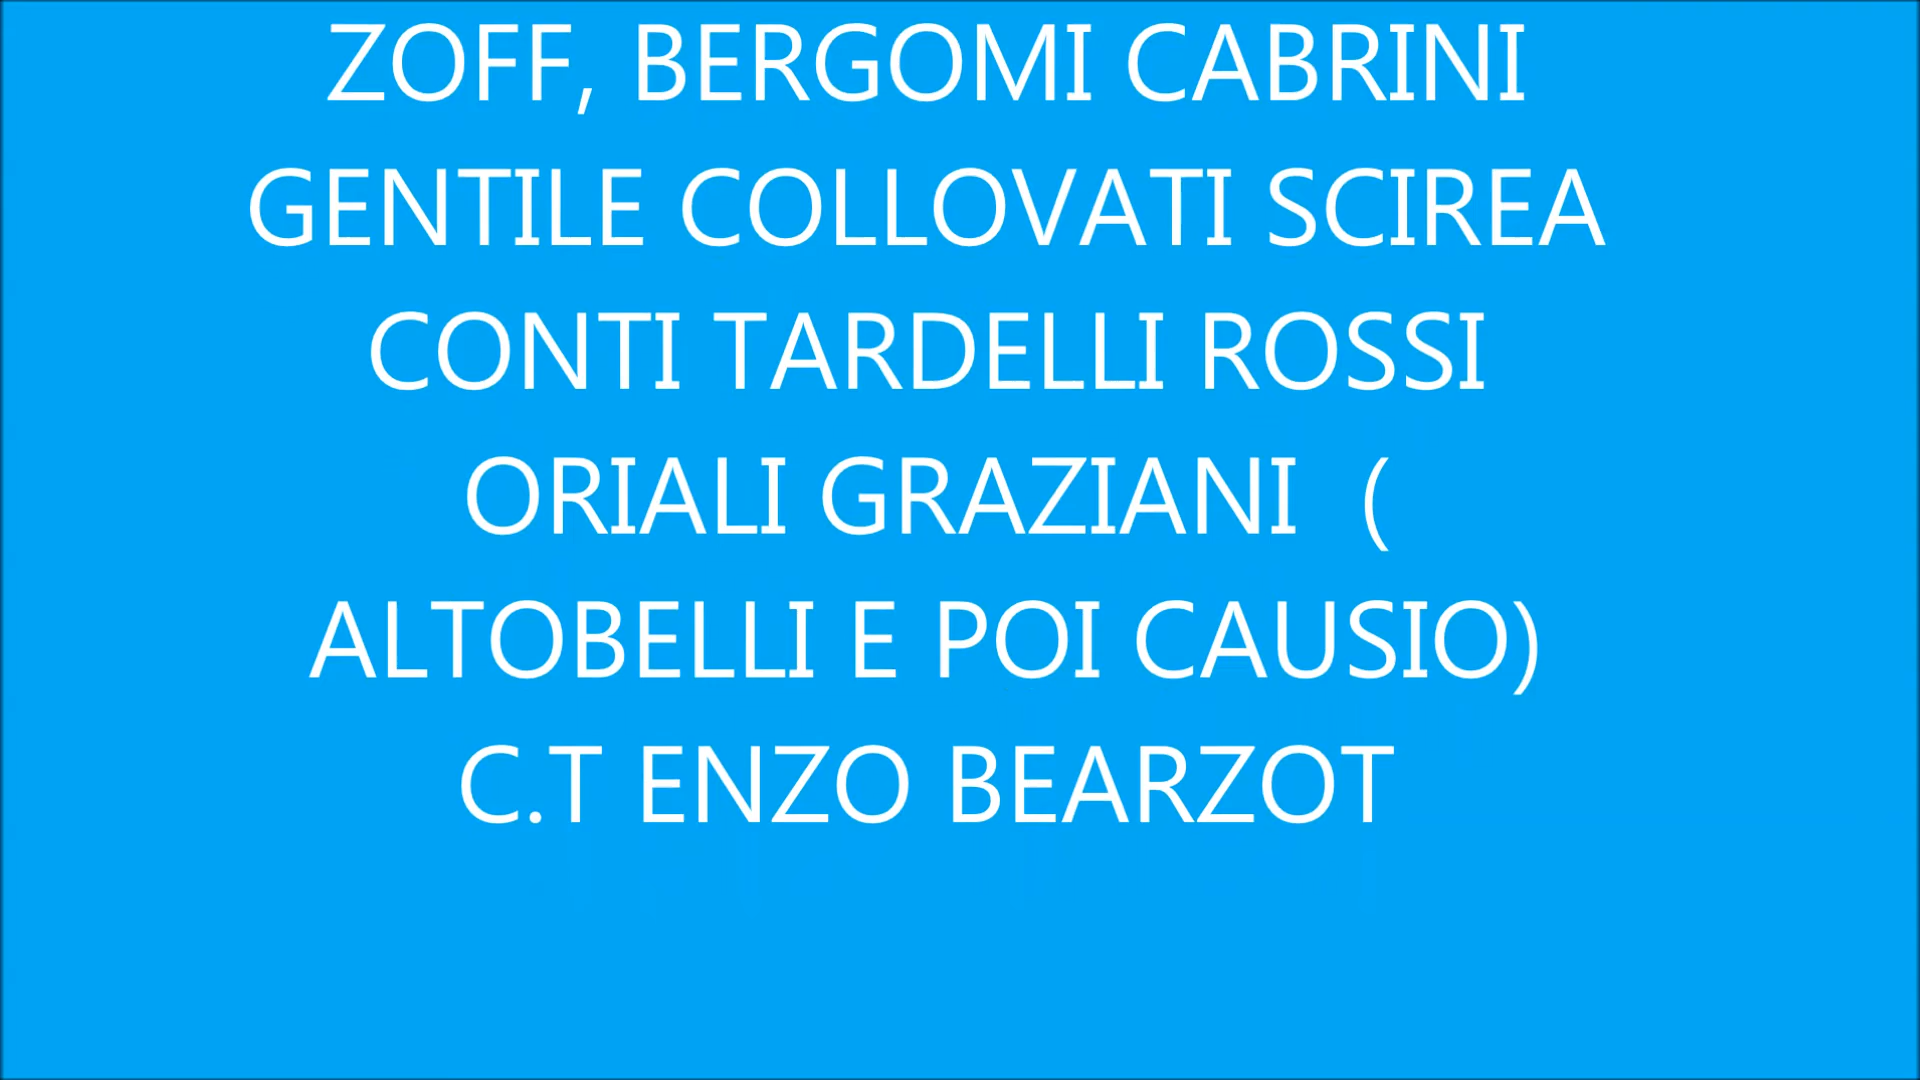 ZOFF, BERGOMI CABRINI
GENTILE COLLOVATI SCIREA
CONTI TARDELLI ROSSI
ORIALI GRAZIANI (
ALTOBELLI E POI CAUSIO)
C.T ENZO BEARZOT